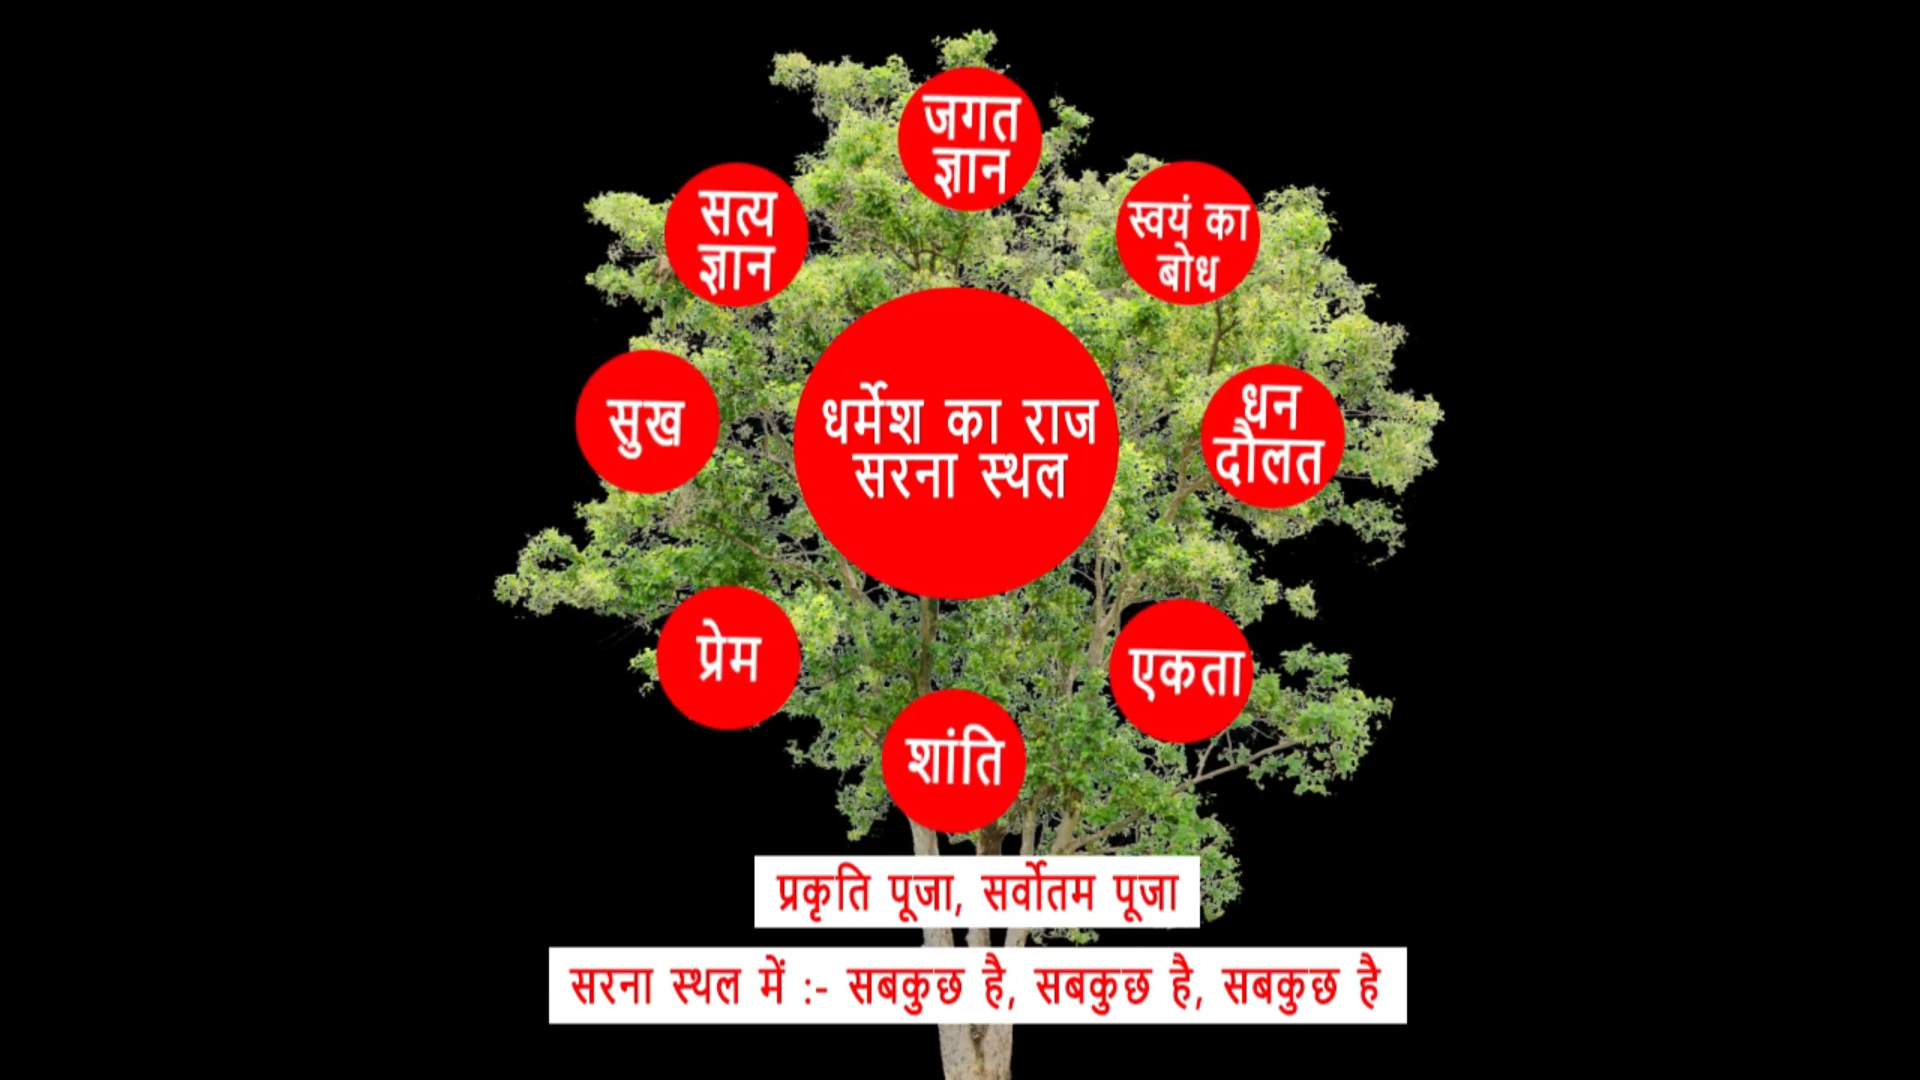 जगत
ज्ञान
सत्य
ज्ञान
स्वयं का
बोध
सुख
धर्मेश का राज
सरना स्थल
धन
दौलत
प्रेम
एकता
शांति
प्रकृति पूजा, सर्वोतम पूजा
सरना स्थल में :- सबकुछ है, सबकुछ है, सबकुछ है